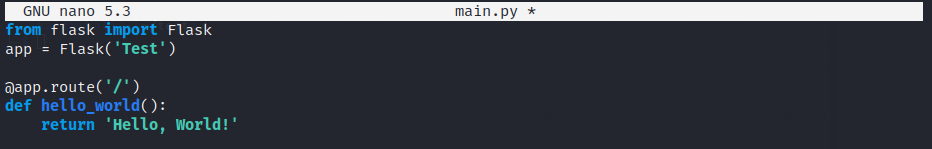 GNU nano 5.3 main.py *
from flask import Flask
app = Flask('Test')

@app.route('/')
def hello_world():
    return 'Hello, World!'